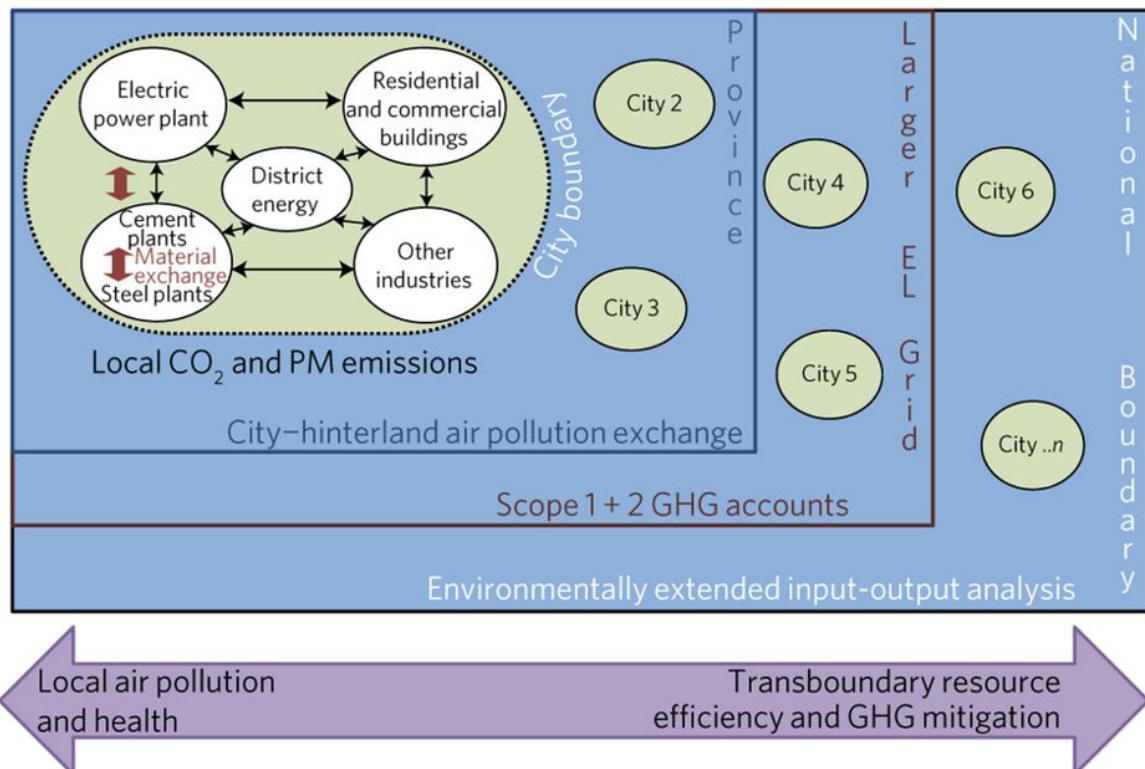 Electric
power plant
Residential
and commercial
buildings
District
energy
Cement
plants
Material
exchange
Steel plants
Other
industries
City boundary
Local CO₂ and PM emissions
City 2
City 3
Province
City–hinterland air pollution exchange
City 4
City 5
Larger EL Grid
Scope 1 + 2 GHG accounts
City 6
City ..n
National Boundary
Environmentally extended input-output analysis
Local air pollution
and health
Transboundary resource
efficiency and GHG mitigation